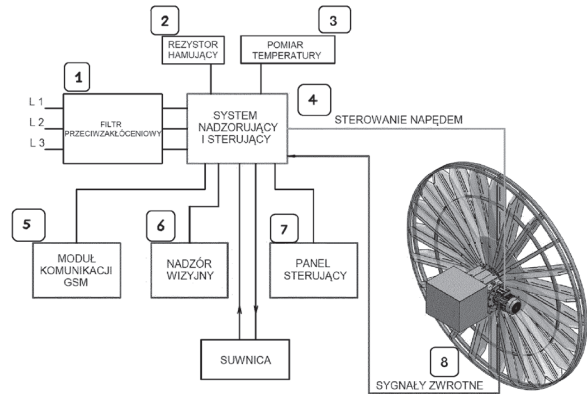 2
3
REZYSTOR
HAMUJĄCY
POMIAR
TEMPERATURY
1
4
L 1
L 2
L 3
FILTR
PRZECIWZAKŁÓCENIOWY
SYSTEM
NADZORUJĄCY
I STERUJĄCY
STEROWANIE NAPĘDEM
5
6
7
MODUŁ
KOMUNIKACJI
GSM
NADZÓR
WIZYJNY
PANEL
STERUJĄCY
SUWNICA
8
SYGNAŁY ZWROTNE